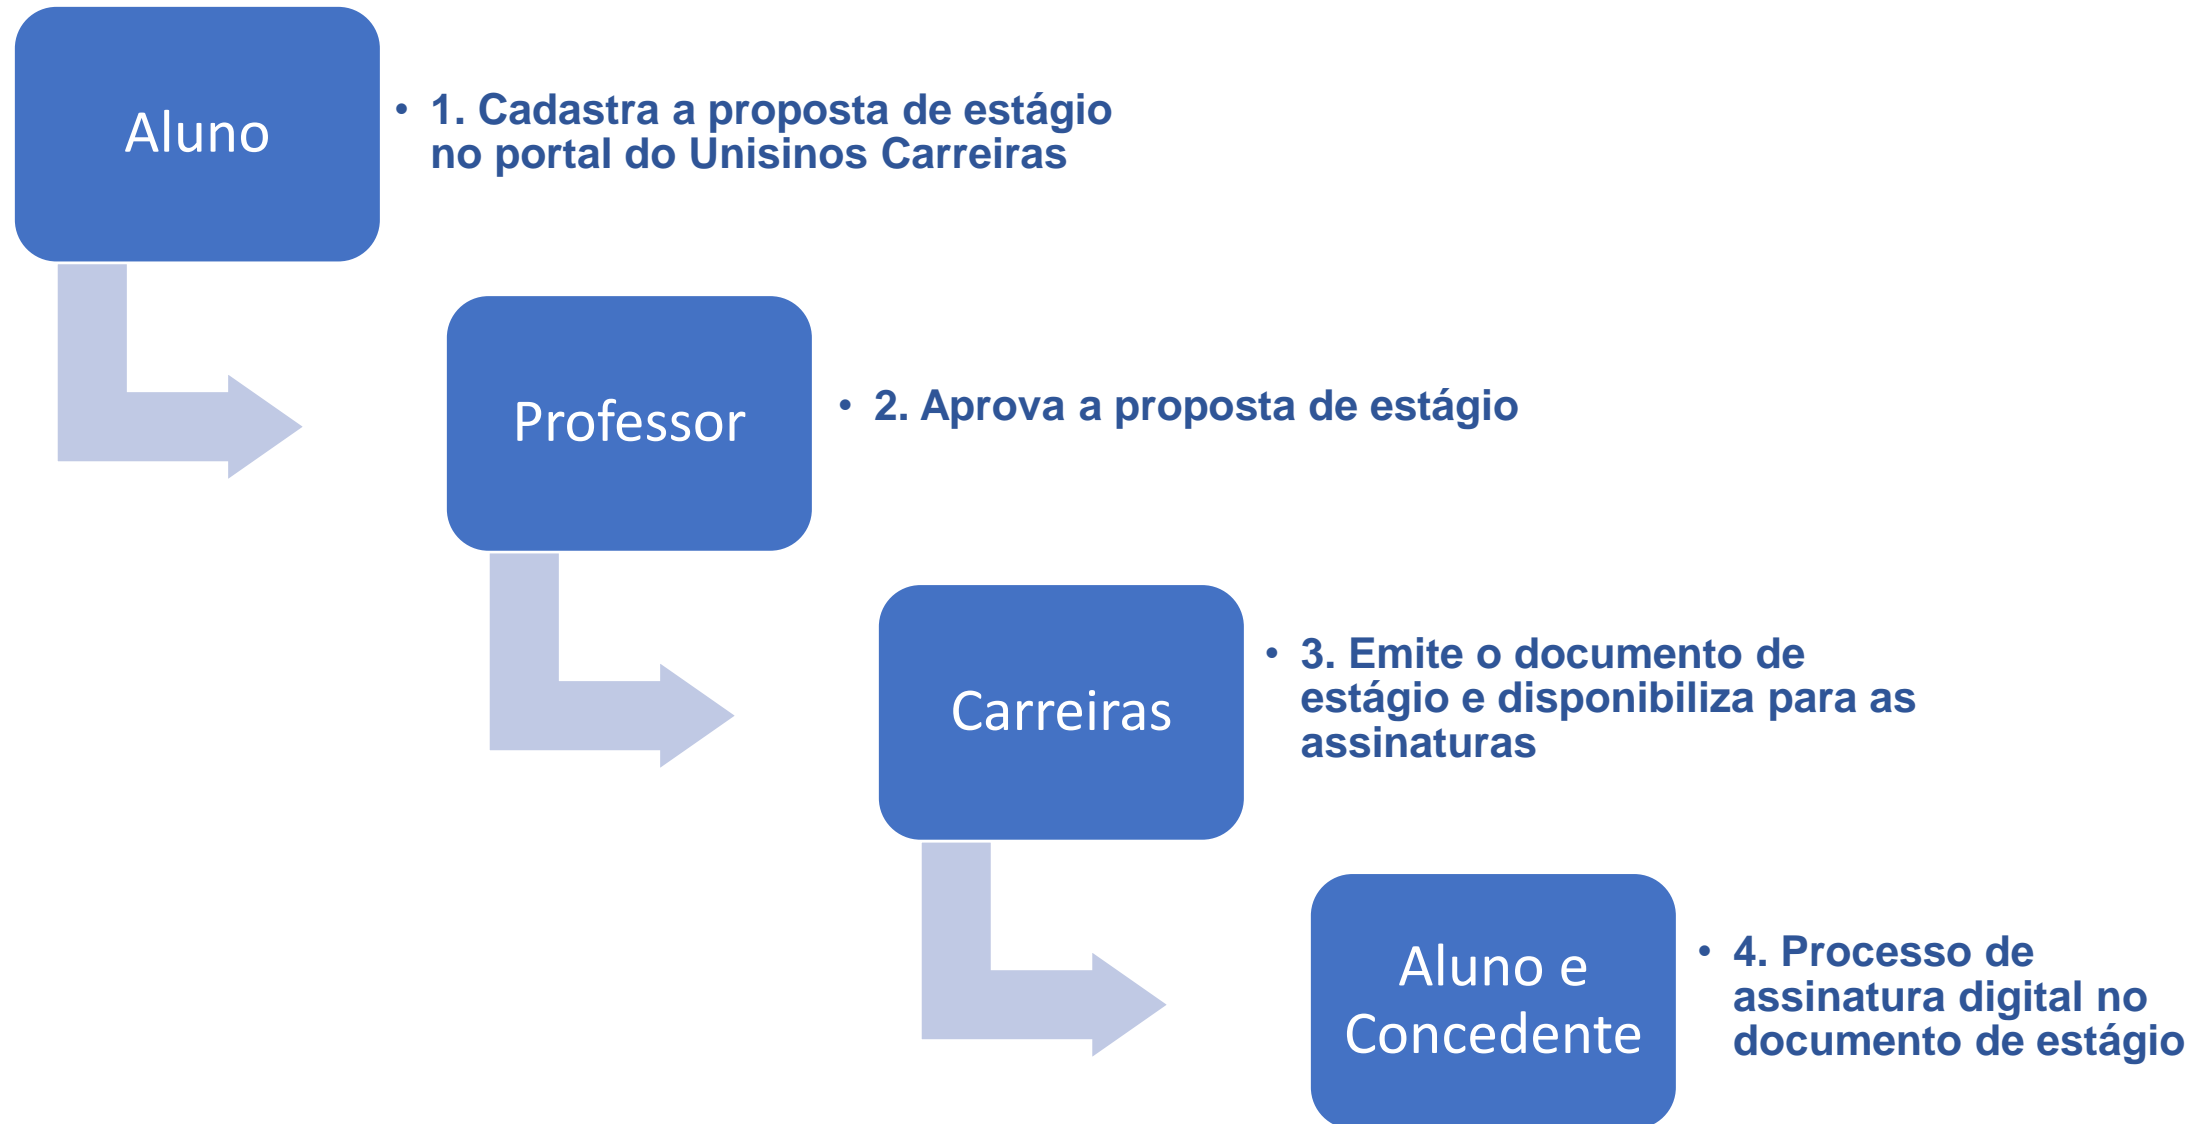 Aluno
• 1. Cadastra a proposta de estágio
no portal do Unisinos Carreiras
Professor
• 2. Aprova a proposta de estágio
Carreiras
• 3. Emite o documento de
estágio e disponibiliza para as
assinaturas
Aluno e
Concedente
• 4. Processo de
assinatura digital no
documento de estágio